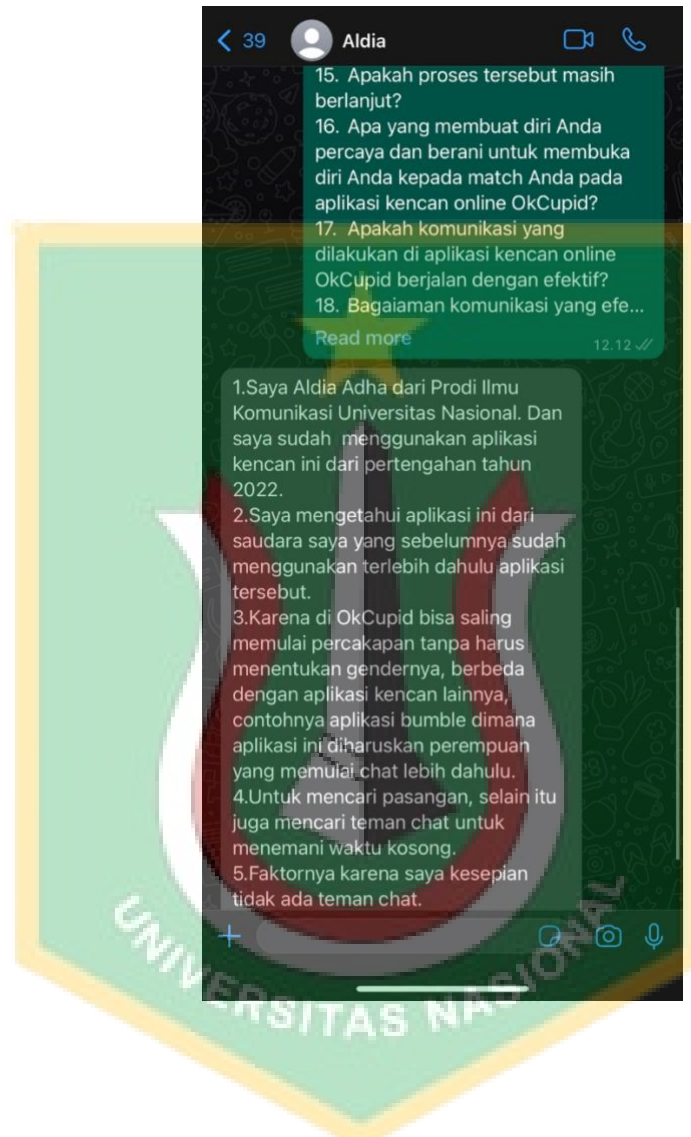 39 Aldia
15. Apakah proses tersebut masih
berlanjut?
16. Apa yang membuat diri Anda
percaya dan berani untuk membuka
diri Anda kepada match Anda pada
aplikasi kencan online OkCupid?
17. Apakah komunikasi yang
dilakukan di aplikasi kencan online
OkCupid berjalan dengan efektif?
18. Bagaiaman komunikasi yang efe...
Read more 12.12
1.Saya Aldia Adha dari Prodi Ilmu
Komunikasi Universitas Nasional. Dan
saya sudah menggunakan aplikasi
kencan ini dari pertengahan tahun
2022.
2.Saya mengetahui aplikasi ini dari
saudara saya yang sebelumnya sudah
menggunakan terlebih dahulu aplikasi
tersebut.
3.Karena di OkCupid bisa saling
memulai percakapan tanpa harus
menentukan gendernya, berbeda
dengan aplikasi kencan lainnya,
contohnya aplikasi bumble dimana
aplikasi ini diharuskan perempuan
yang memulai chat lebih dahulu.
4.Untuk mencari pasangan, selain itu
juga mencari teman chat untuk
menemani waktu kosong.
5.Faktornya karena saya kesepian
tidak ada teman chat.
UNIVERSITAS NASIONAL